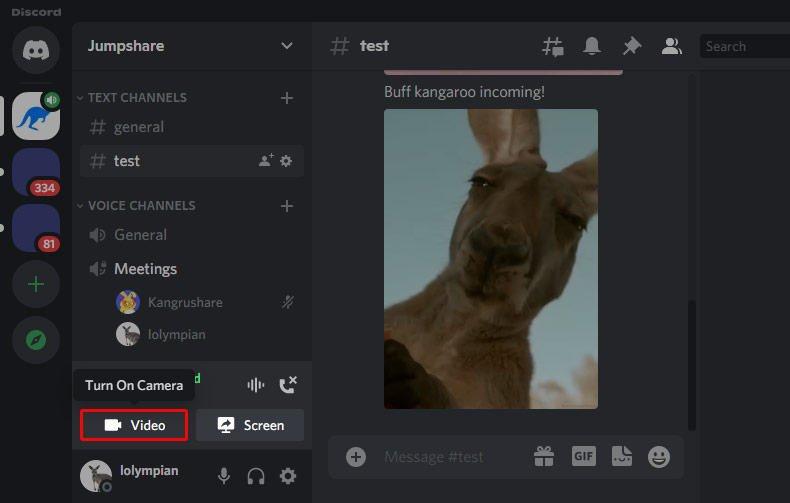 Discord
Jumpshare
test
Search
TEXT CHANNELS
general
test
334
81
VOICE CHANNELS
General
Meetings
Kangrushare
lolympian
Buff kangaroo incoming!
d
Turn On Camera
Video
Screen
lolympian
Message #test
GIF